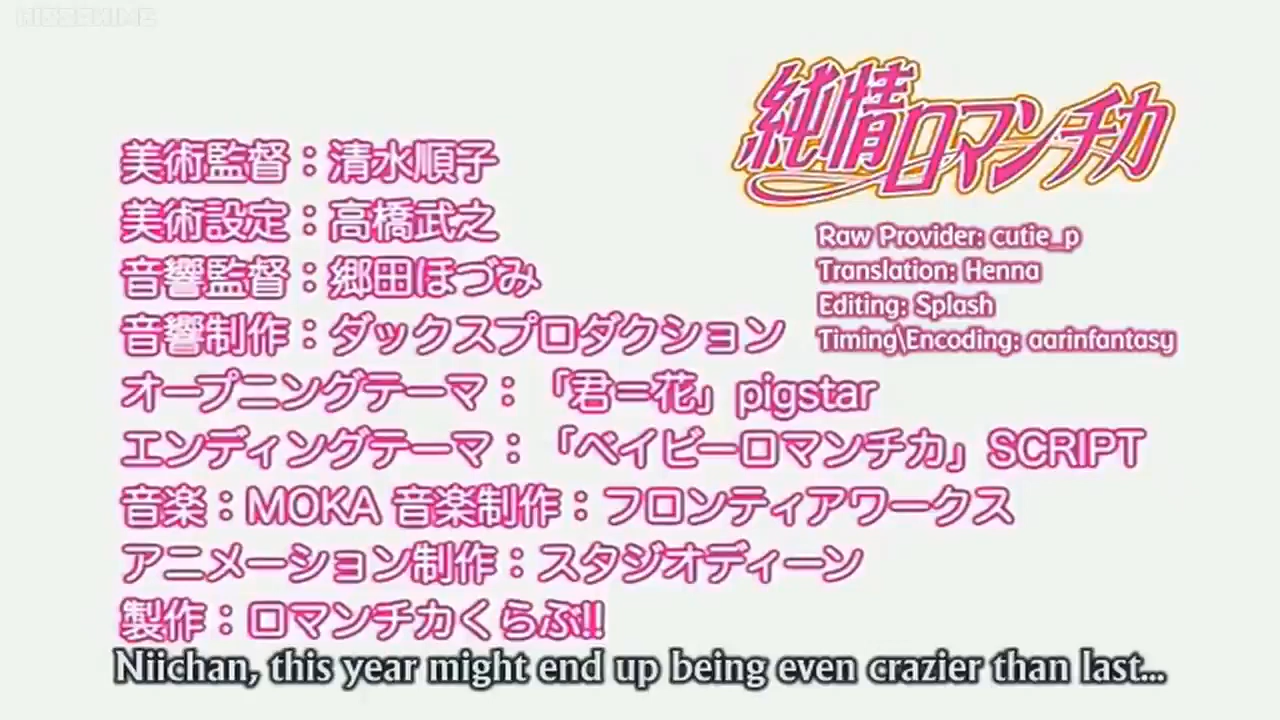 KISSANIME
純情ロマンチカ
美術監督：清水順子
美術設定：高橋武之
音響監督：郷田ほづみ
音響制作：ダックスプロダクション
オープニングテーマ：「君＝花」pigstar
エンディングテーマ：「ベイビーロマンチカ」SCRIPT
音楽：MOKA 音楽制作：フロンティアワークス
アニメーション制作：スタジオディーン
製作：ロマンチカくらぶ!!
Raw Provider: cutie_p
Translation: Henna
Editing: Splash
Timing\Encoding: aarinfantasy
Niichan, this year might end up being even crazier than last...